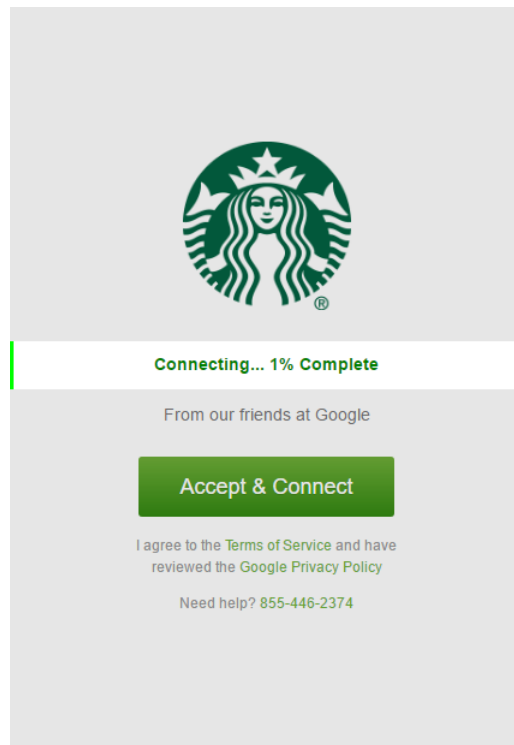 ®
Connecting... 1% Complete
From our friends at Google
Accept & Connect
I agree to the Terms of Service and have
reviewed the Google Privacy Policy
Need help? 855-446-2374